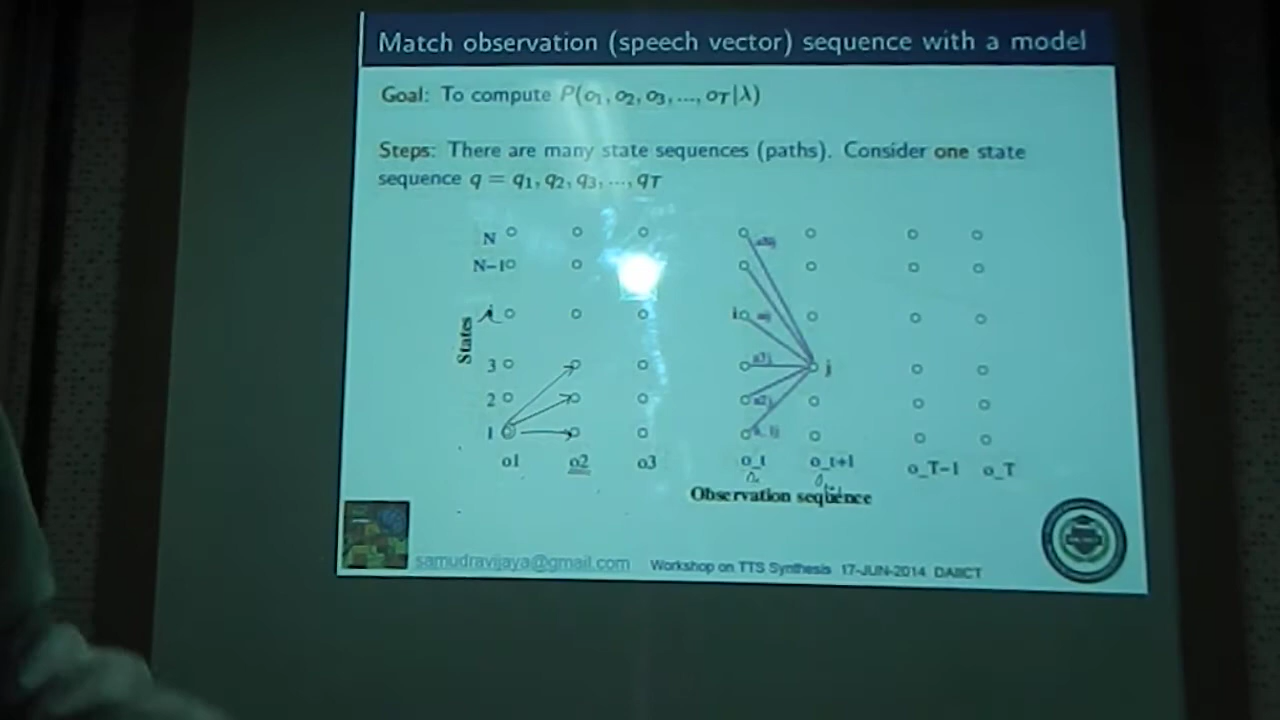 Match observation (speech vector) sequence with a model
Goal: To compute P(o₁, o₂, o₃, ..., o_T|λ)
Steps: There are many state sequences (paths). Consider one state
sequence q = q₁, q₂, q₃, ..., q_T
N
N-1
i
i
3
j
2
1
States
o1 o2 o3 o_t o_t+1 o_T-1 o_T
Observation sequence
samudravijaya@gmail.com Workshop on TTS Synthesis 17-JUN-2014 DAIICT